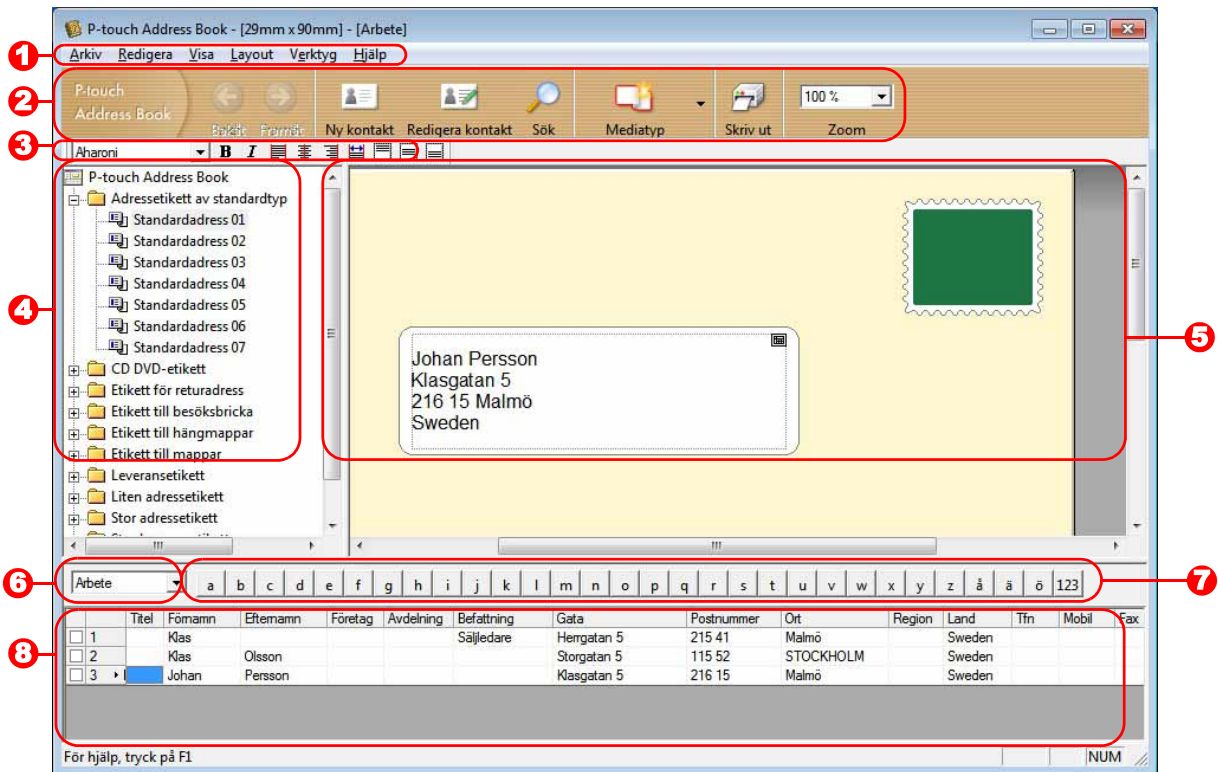 P-touch Address Book - [29mm x 90mm] - [Arbete]
1
Arkiv Redigera Visa Layout Verktyg Hjälp
2
P-touch
Address Book
Bakåt Framåt Ny kontakt Redigera kontakt Sök Mediatyp Skriv ut 100 % Zoom
3
Aharoni B I
4
P-touch Address Book
Adressetikett av standardtyp
Standardadress 01
Standardadress 02
Standardadress 03
Standardadress 04
Standardadress 05
Standardadress 06
Standardadress 07
CD DVD-etikett
Etikett för returadress
Etikett till besöksbricka
Etikett till hängmappar
Etikett till mappar
Leveransetikett
Liten adressetikett
Stor adressetikett
5
Johan Persson
Klasgatan 5
216 15 Malmö
Sweden
6
Arbete
a b c d e f g h i j k l m n o p q r s t u v w x y z å ä ö 123
7
8
Titel Förnamn Efternamn Företag Avdelning Befattning Gata Postnummer Ort Region Land Tfn Mobil Fax
1 Klas Säljledare Herrgatan 5 215 41 Malmö Sweden
2 Klas Olsson Storgatan 5 115 52 STOCKHOLM Sweden
3 Johan Persson Klasgatan 5 216 15 Malmö Sweden
För hjälp, tryck på F1 NUM